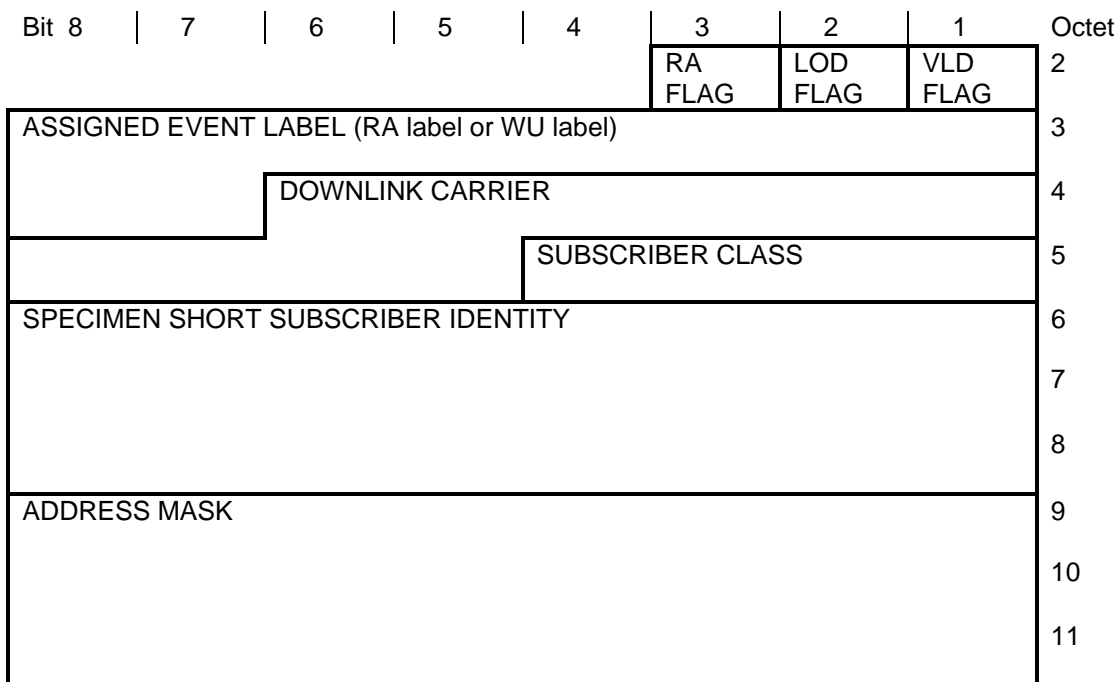 Bit 8 7 6 5 4 3 2 1 Octet
RA FLAG LOD FLAG VLD FLAG 2
ASSIGNED EVENT LABEL (RA label or WU label) 3
DOWNLINK CARRIER 4
SUBSCRIBER CLASS 5
SPECIMEN SHORT SUBSCRIBER IDENTITY 6
7
8
ADDRESS MASK 9
10
11